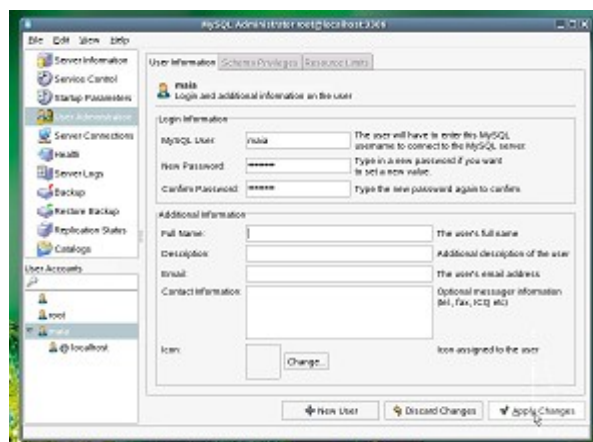 MySQL Administrator root@localhost:3306
File Edit View Help
Server Information
Service Control
Startup Parameters
User Administration
Server Connections
Health
Server Logs
Backup
Restore Backup
Replication Status
Catalogs
User Accounts
root
maia
@localhost
User Information Schema Privileges Resource Limits
maia
Login and additional information on the user
Login Information
MySQL User: maia The user will have to enter this MySQL
username to connect to the MySQL server.
New Password: ****** Type in a new password if you want
to set a new value.
Confirm Password: ****** Type the new password again to confirm.
Additional Information
Full Name: The user's full name
Description: Additional description of the user
Email: The user's email address
Contact Information: Optional messager information
(tel, fax, ICQ etc)
Icon: Change... Icon assigned to the user
New User Discard Changes Apply Changes